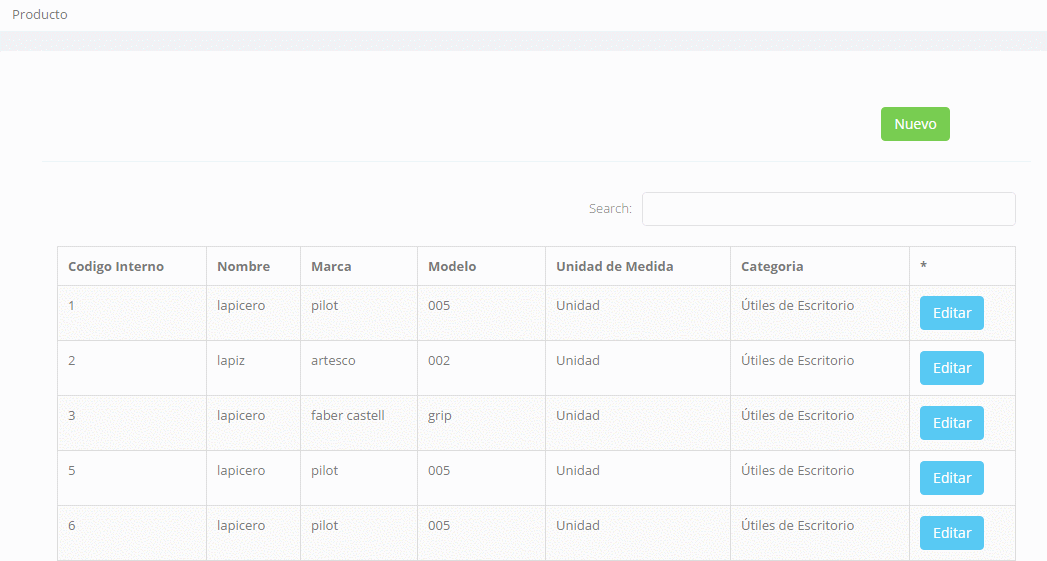 Producto
Nuevo
Search:
Codigo Interno Nombre Marca Modelo Unidad de Medida Categoria *
1 lapicero pilot 005 Unidad Útiles de Escritorio Editar
2 lapiz artesco 002 Unidad Útiles de Escritorio Editar
3 lapicero faber castell grip Unidad Útiles de Escritorio Editar
5 lapicero pilot 005 Unidad Útiles de Escritorio Editar
6 lapicero pilot 005 Unidad Útiles de Escritorio Editar